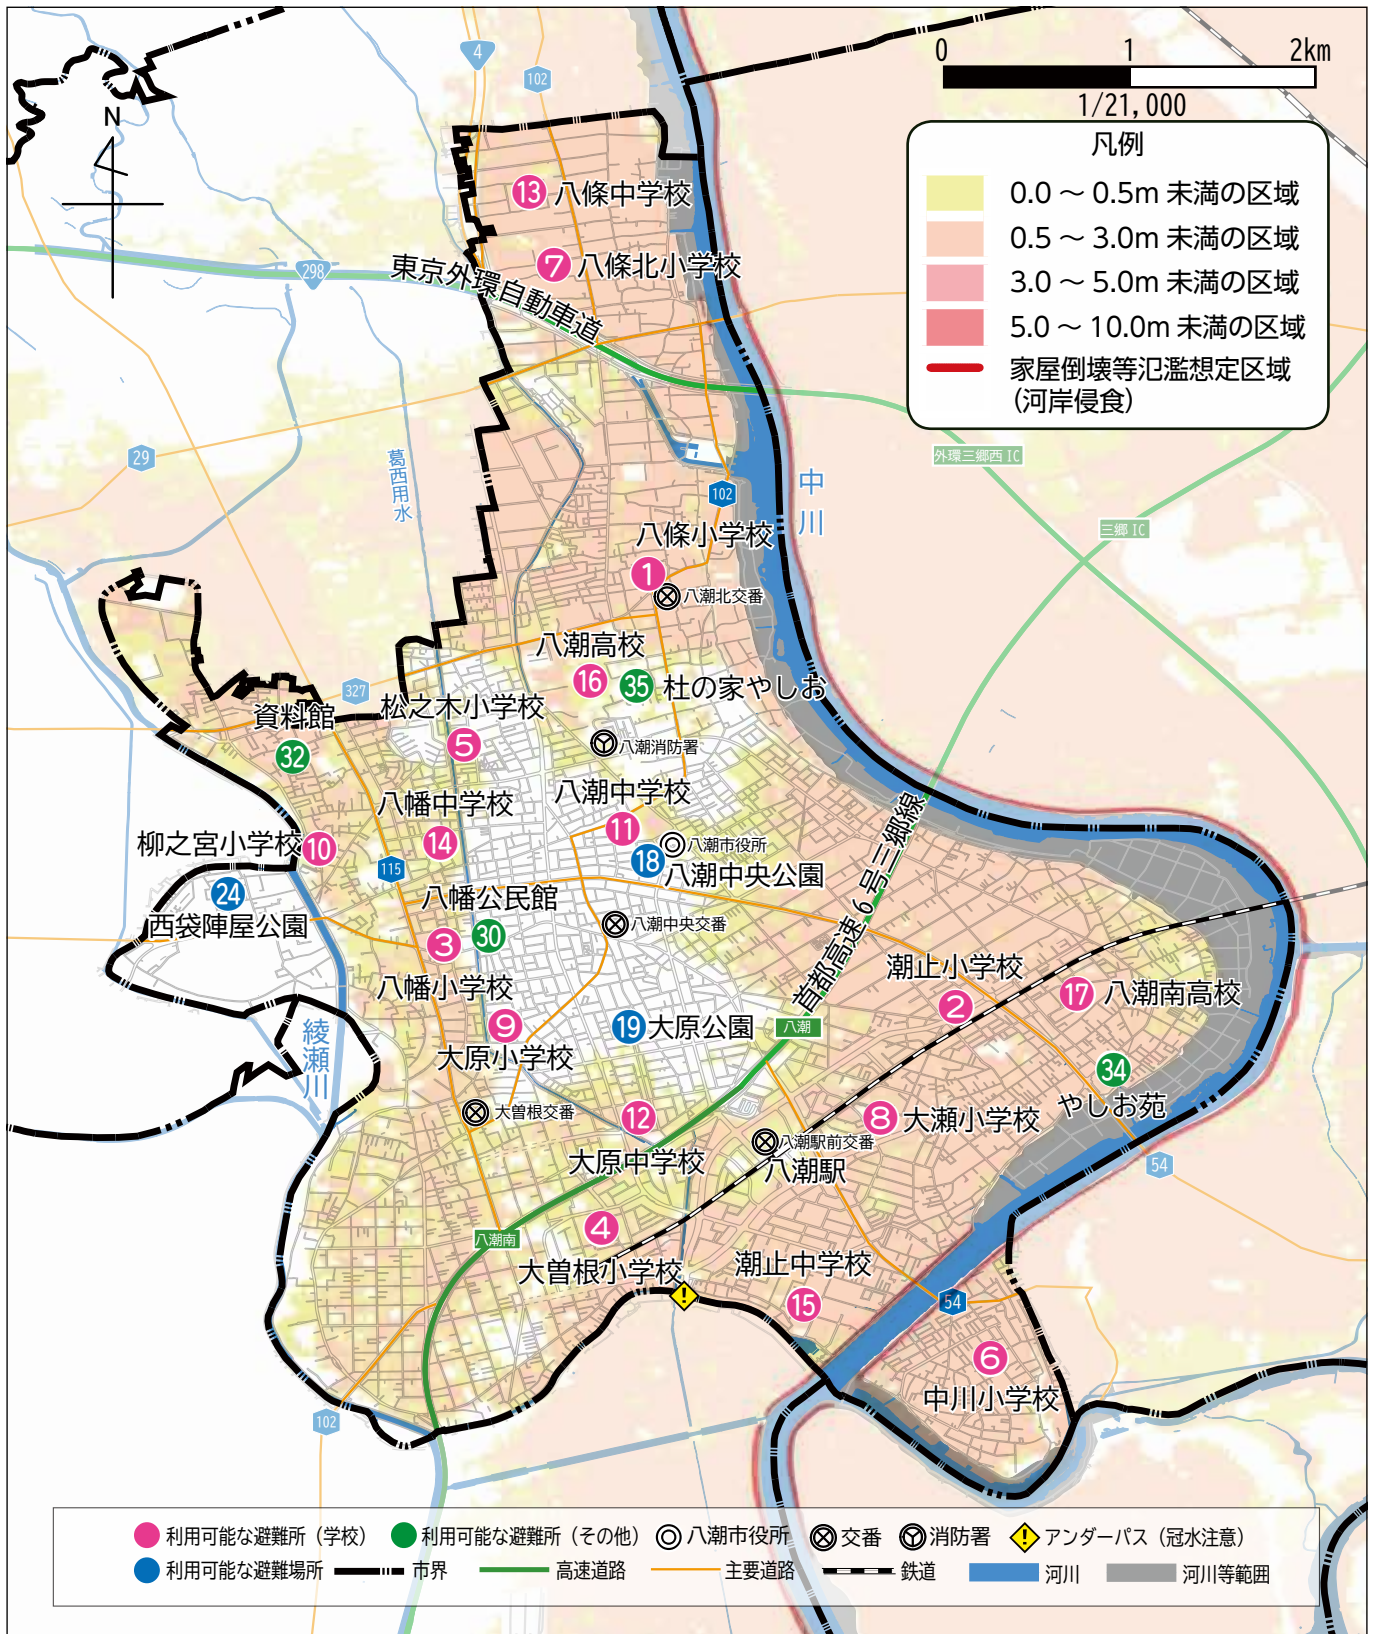 0 1 2km
1/21,000
N
凡例
0.0 ～ 0.5m 未満の区域
0.5 ～ 3.0m 未満の区域
3.0 ～ 5.0m 未満の区域
5.0 ～ 10.0m 未満の区域
家屋倒壊等氾濫想定区域
(河岸侵食)
4
102
13 八條中学校
7 八條北小学校
298
東京外環自動車道
29
葛西用水
外環三郷西 IC
三郷 IC
中川
102
八條小学校
1
八潮北交番
八潮高校
16
35 杜の家やしお
327
資料館
32
松之木小学校
5
八潮消防署
八幡中学校
14
八潮中学校
11
八潮市役所
18 八潮中央公園
柳之宮小学校 10
115
24
西袋陣屋公園
八幡公民館
30
3
八幡小学校
八潮中央交番
首都高速 6 号三郷線
潮止小学校
2
17 八潮南高校
綾瀬川
9
大原小学校
19 大原公園
八潮
34
やしお苑
大曽根交番
12
大原中学校
8 大瀬小学校
八潮駅前交番
八潮駅
54
八潮南
4
大曽根小学校
潮止中学校
15
54
6
中川小学校
102
利用可能な避難所（学校） 利用可能な避難所（その他） 八潮市役所 交番 消防署 アンダーパス（冠水注意）
利用可能な避難場所 市界 高速道路 主要道路 鉄道 河川 河川等範囲